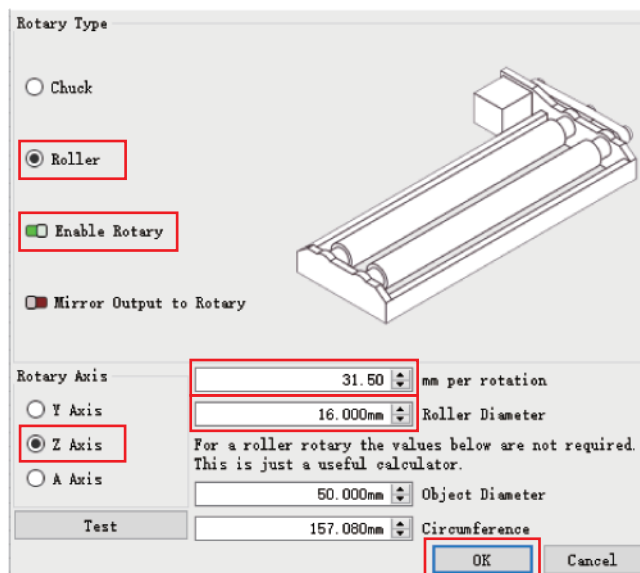 Rotary Type
Chuck
Roller
Enable Rotary
Mirror Output to Rotary
Rotary Axis
31.50 mm per rotation
Y Axis
16.000mm Roller Diameter
Z Axis
For a roller rotary the values below are not required.
This is just a useful calculator.
A Axis
50.000mm Object Diameter
Test
157.080mm Circumference
OK Cancel